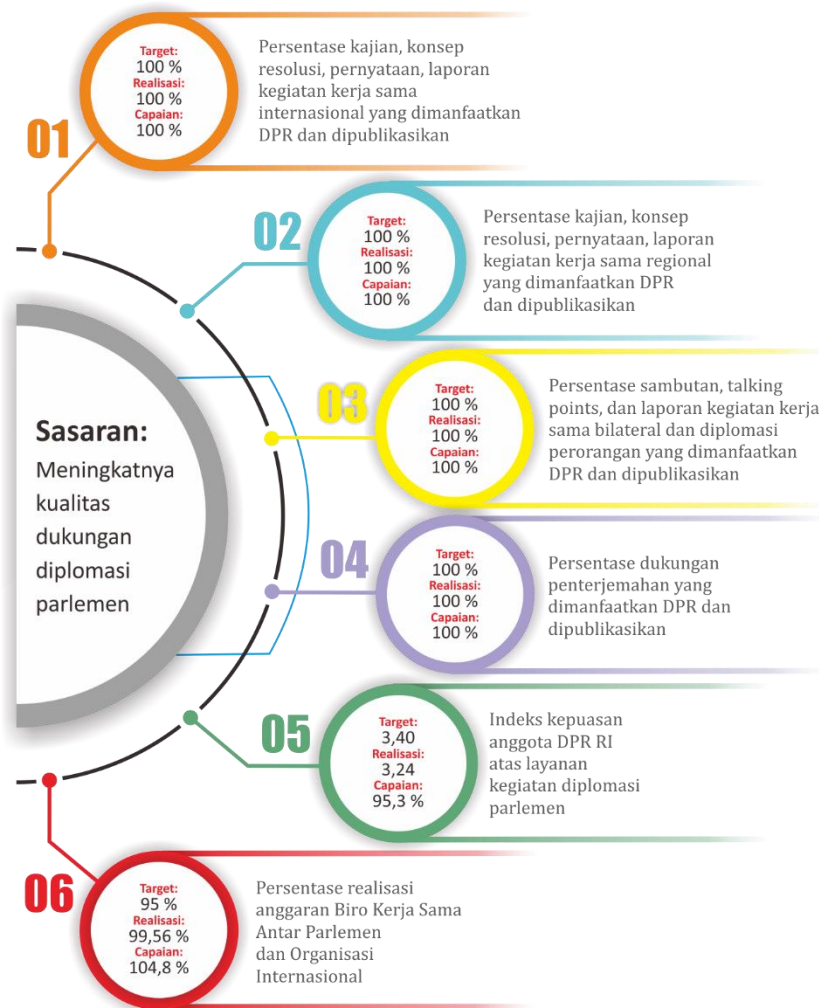 01
Target:
100 %
Realisasi:
100 %
Capaian:
100 %
Persentase kajian, konsep
resolusi, pernyataan, laporan
kegiatan kerja sama
internasional yang dimanfaatkan
DPR dan dipublikasikan
02
Target:
100 %
Realisasi:
100 %
Capaian:
100 %
Persentase kajian, konsep
resolusi, pernyataan, laporan
kegiatan kerja sama regional
yang dimanfaatkan DPR
dan dipublikasikan
Sasaran:
Meningkatnya
kualitas
dukungan
diplomasi
parlemen
03
Target:
100 %
Realisasi:
100 %
Capaian:
100 %
Persentase sambutan, talking
points, dan laporan kegiatan kerja
sama bilateral dan diplomasi
perorangan yang dimanfaatkan
DPR dan dipublikasikan
04
Target:
100 %
Realisasi:
100 %
Capaian:
100 %
Persentase dukungan
penterjemahan yang
dimanfaatkan DPR dan
dipublikasikan
05
Target:
3,40
Realisasi:
3,24
Capaian:
95,3 %
Indeks kepuasan
anggota DPR RI
atas layanan
kegiatan diplomasi
parlemen
06
Target:
95 %
Realisasi:
99,56 %
Capaian:
104,8 %
Persentase realisasi
anggaran Biro Kerja Sama
Antar Parlemen
dan Organisasi
Internasional